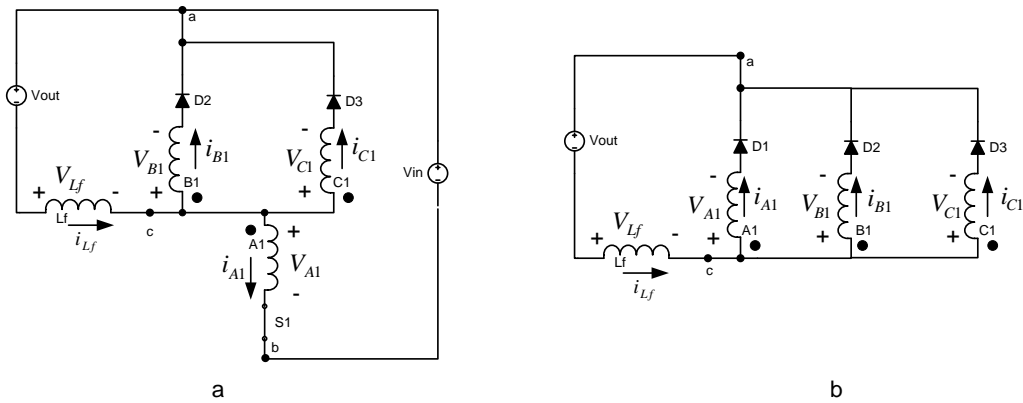 a
Vout
D2
D3
-
-
V_B1
i_B1
V_C1
i_C1
Vin
B1
C1
+
+
V_Lf
+
-
Lf
c
i_Lf
A1
+
i_A1
V_A1
-
S1
b
a
a
Vout
D1
D2
D3
-
-
-
V_A1
i_A1
V_B1
i_B1
V_C1
i_C1
A1
B1
C1
+
+
+
V_Lf
+
-
Lf
c
i_Lf
b